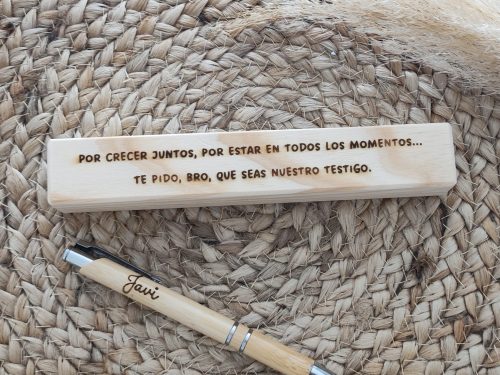 POR CRECER JUNTOS, POR ESTAR EN TODOS LOS MOMENTOS...
TE PIDO, BRO, QUE SEAS NUESTRO TESTIGO.
Javi